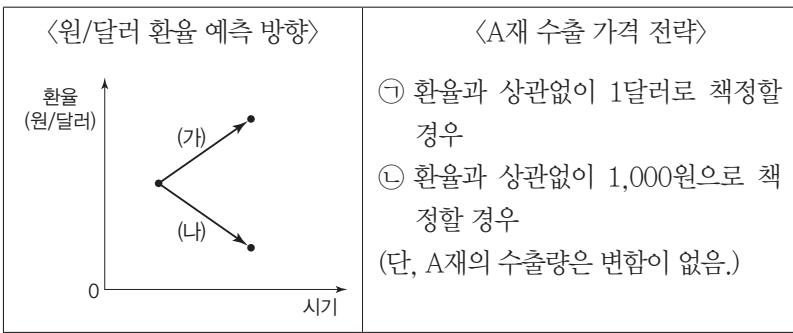 〈원/달러 환율 예측 방향〉
환율
(원/달러)
(가)
(나)
0
시기
〈A재 수출 가격 전략〉
㉠ 환율과 상관없이 1달러로 책정할
경우
㉡ 환율과 상관없이 1,000원으로 책
정할 경우
(단, A재의 수출량은 변함이 없음.)